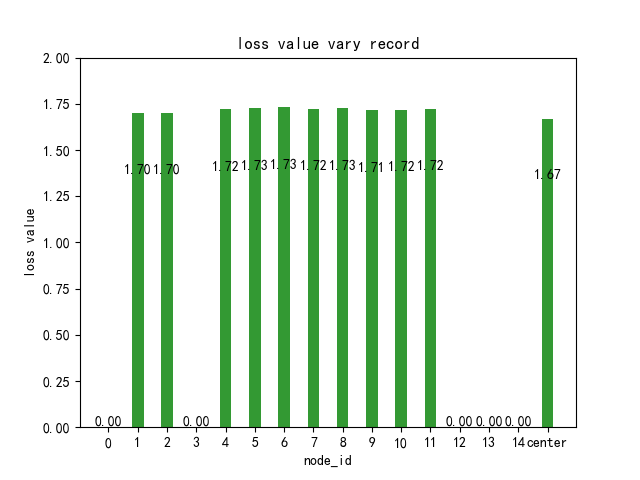 loss value vary record
loss value
2.00
1.75
1.50
1.25
1.00
0.75
0.50
0.25
0.00
0.00 1.70 1.70 0.00 1.72 1.73 1.73 1.72 1.73 1.71 1.72 1.72 0.00 0.00 0.00 1.67
0 1 2 3 4 5 6 7 8 9 10 11 12 13 14 center
node_id